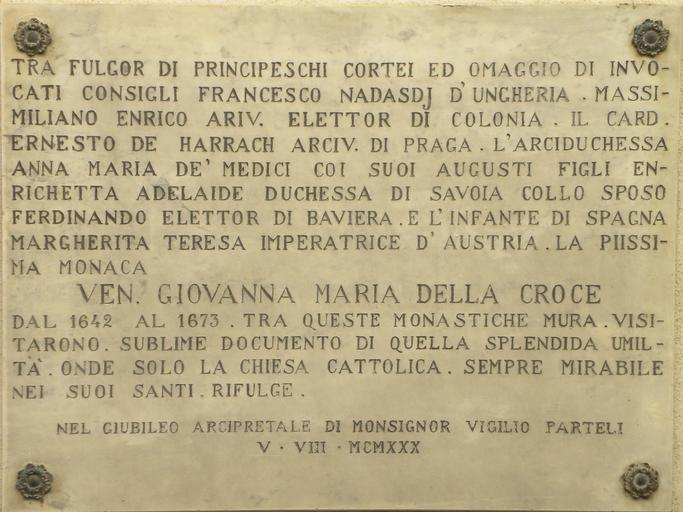 TRA FULGOR DI PRINCIPESCHI CORTEI ED OMAGGIO DI INVO-
CATI CONSIGLI FRANCESCO NADASDJ D'UNGHERIA . MASSI-
MILIANO ENRICO ARIV. ELETTOR DI COLONIA . IL CARD.
ERNESTO DE HARRACH ARCIV. DI PRAGA . L'ARCIDUCHESSA
ANNA MARIA DE' MEDICI COI SUOI AUGUSTI FIGLI EN-
RICHETTA ADELAIDE DUCHESSA DI SAVOIA COLLO SPOSO
FERDINANDO ELETTOR DI BAVIERA . E L'INFANTE DI SPAGNA
MARGHERITA TERESA IMPERATRICE D'AUSTRIA . LA PIISSI-
MA MONACA
VEN. GIOVANNA MARIA DELLA CROCE
DAL 1642 AL 1673 . TRA QUESTE MONASTICHE MURA . VISI-
TARONO . SUBLIME DOCUMENTO DI QUELLA SPLENDIDA UMIL-
TÀ . ONDE SOLO LA CHIESA CATTOLICA . SEMPRE MIRABILE
NEI SUOI SANTI . RIFULGE .
NEL GIUBILEO ARCIPRETALE DI MONSIGNOR VIGILIO PARTELI
V · VIII · MCMXXX